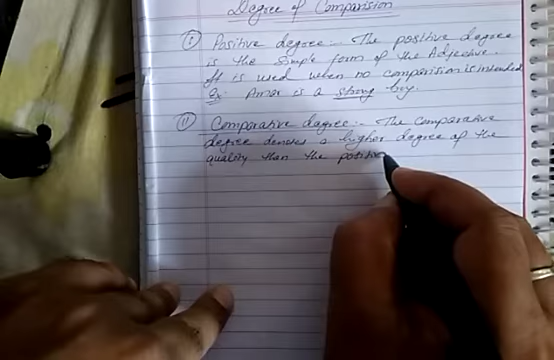 Degree of Comparision
(I) Positive degree :- The positive degree
is the simple form of the Adjective.
It is used when no comparision is intended
Ex:- Amar is a strong boy.
(II) Comparative degree :- The comparative
degree denotes a higher degree of the
quality than the positive